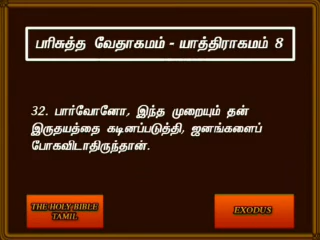 பரிசுத்த வேதாகமம் - யாத்திராகமம் 8
32. பார்வோனோ, இந்த முறையும் தன்
இருதயத்தை கடினப்படுத்தி, ஜனங்களைப்
போகவிடாதிருந்தான்.
THE HOLY BIBLE
TAMIL
EXODUS